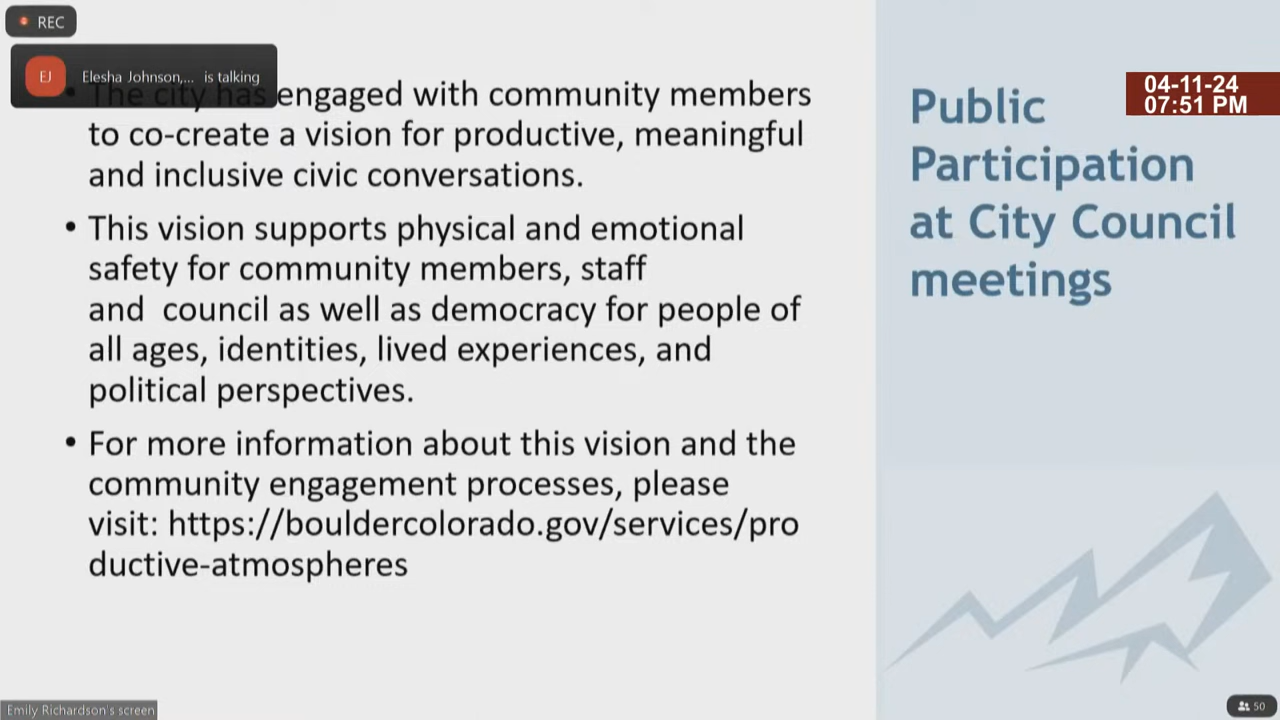 REC
EJ Elesha Johnson,... is talking
• The city has engaged with community members
to co-create a vision for productive, meaningful
and inclusive civic conversations.
• This vision supports physical and emotional
safety for community members, staff
and  council as well as democracy for people of
all ages, identities, lived experiences, and
political perspectives.
• For more information about this vision and the
community engagement processes, please
visit: https://bouldercolorado.gov/services/pro
ductive-atmospheres
Public
Participation
at City Council
meetings
04-11-24
07:51 PM
Emily Richardson's screen
50